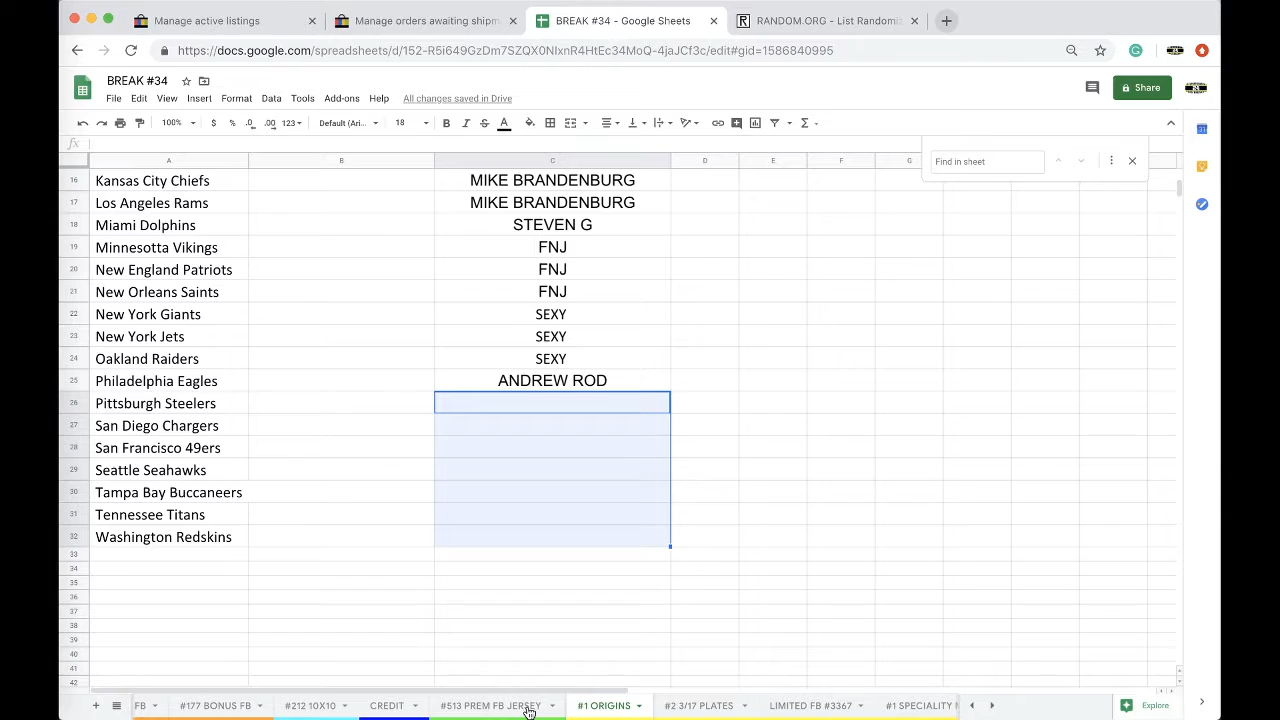 Manage active listings
Manage orders awaiting shipm
BREAK #34 - Google Sheets
RANDOM.ORG - List Randomiz
https://docs.google.com/spreadsheets/d/152-R5i649GzDm7SZQX0NIxnR4HtEc34MoQ-4jaJCf3c/edit#gid=1586840995
BREAK #34
File Edit View Insert Format Data Tools Add-ons Help All changes saved in Drive
Share
100% $ % .0 .00 123 Default (Ari... 18 B I S A
fx
Find in sheet
A B C D E F G
16 Kansas City Chiefs MIKE BRANDENBURG
17 Los Angeles Rams MIKE BRANDENBURG
18 Miami Dolphins STEVEN G
19 Minnesotta Vikings FNJ
20 New England Patriots FNJ
21 New Orleans Saints FNJ
22 New York Giants SEXY
23 New York Jets SEXY
24 Oakland Raiders SEXY
25 Philadelphia Eagles ANDREW ROD
26 Pittsburgh Steelers
27 San Diego Chargers
28 San Francisco 49ers
29 Seattle Seahawks
30 Tampa Bay Buccaneers
31 Tennessee Titans
32 Washington Redskins
33
34
35
36
37
38
39
40
41
42
FB #177 BONUS FB #212 10X10 CREDIT #513 PREM FB JERSEY #1 ORIGINS #2 3/17 PLATES LIMITED FB #3367 #1 SPECIALITY Explore